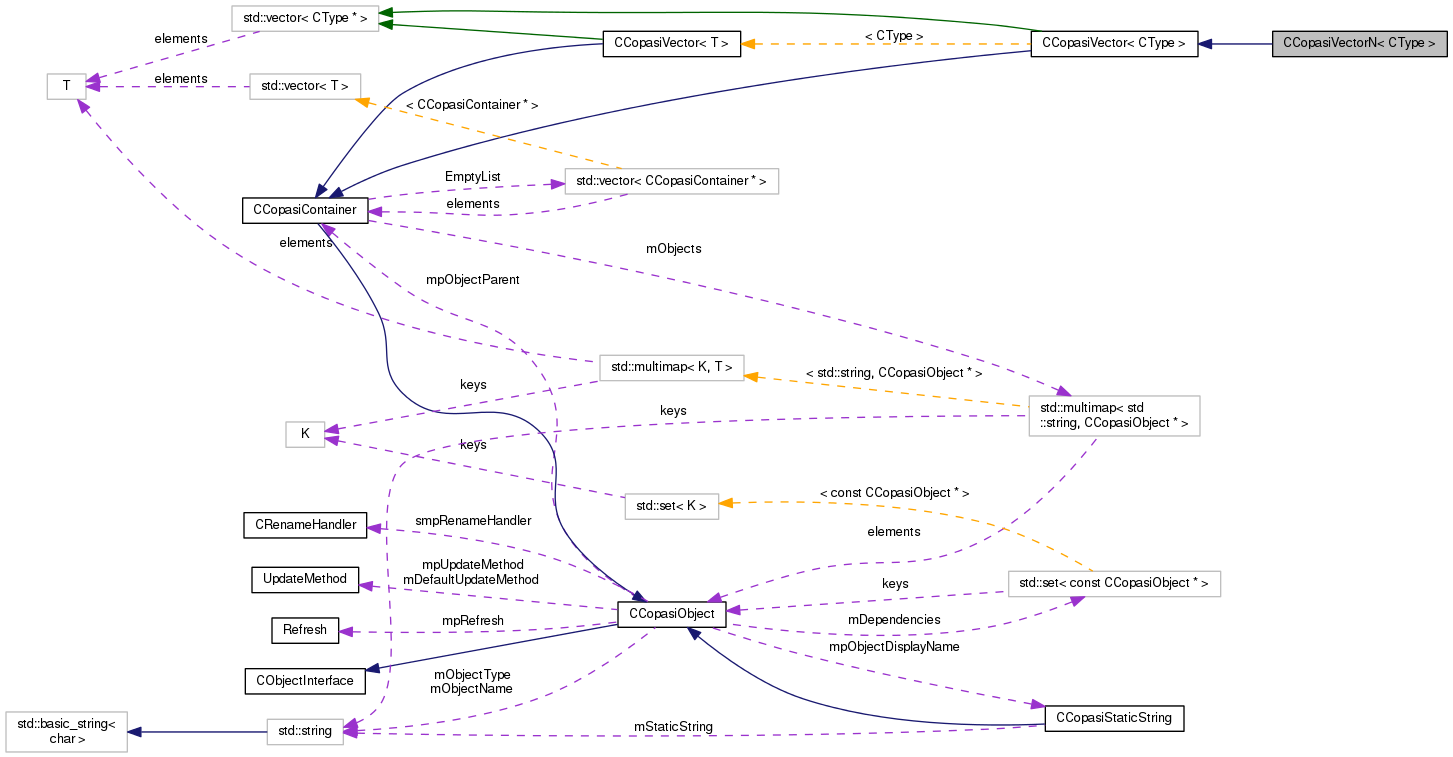 std::vector< CType * >
elements
CCopasiVector< T >
< CType >
CCopasiVector< CType >
CCopasiVectorN< CType >
T
elements
std::vector< T >
< CCopasiContainer * >
EmptyList
std::vector< CCopasiContainer * >
elements
CCopasiContainer
elements
mObjects
mpObjectParent
std::multimap< K, T >
< std::string, CCopasiObject * >
keys
keys
std::multimap< std
::string, CCopasiObject * >
K
keys
std::set< K >
< const CCopasiObject * >
CRenameHandler
smpRenameHandler
elements
UpdateMethod
mpUpdateMethod
mDefaultUpdateMethod
keys
std::set< const CCopasiObject * >
CCopasiObject
mDependencies
Refresh
mpRefresh
mpObjectDisplayName
CObjectInterface
mObjectType
mObjectName
CCopasiStaticString
std::basic_string<
char >
std::string
mStaticString